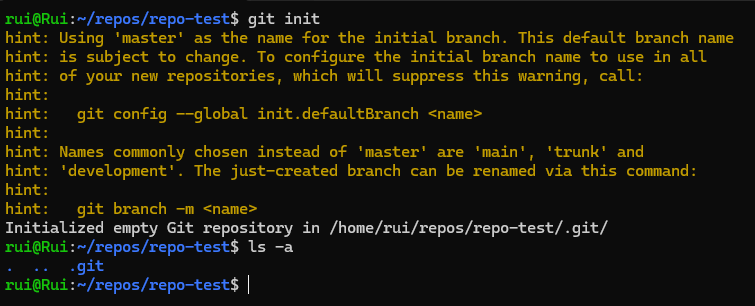 rui@Rui:~/repos/repo-test$ git init
hint: Using 'master' as the name for the initial branch. This default branch name
hint: is subject to change. To configure the initial branch name to use in all
hint: of your new repositories, which will suppress this warning, call:
hint:
hint:   git config --global init.defaultBranch <name>
hint:
hint: Names commonly chosen instead of 'master' are 'main', 'trunk' and
hint: 'development'. The just-created branch can be renamed via this command:
hint:
hint:   git branch -m <name>
Initialized empty Git repository in /home/rui/repos/repo-test/.git/
rui@Rui:~/repos/repo-test$ ls -a
.  ..  .git
rui@Rui:~/repos/repo-test$